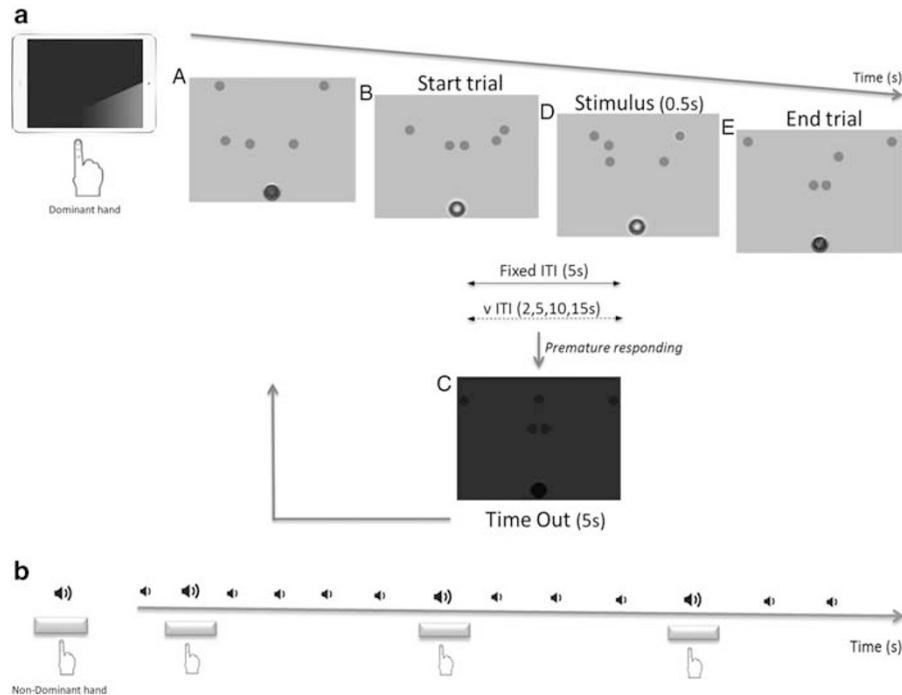 a
Time (s)
A
B
Start trial
D
Stimulus (0.5s)
E
End trial
Dominant hand
Fixed ITI (5s)
v ITI (2,5,10,15s)
Premature responding
C
Time Out (5s)
b
Time (s)
Non-Dominant hand